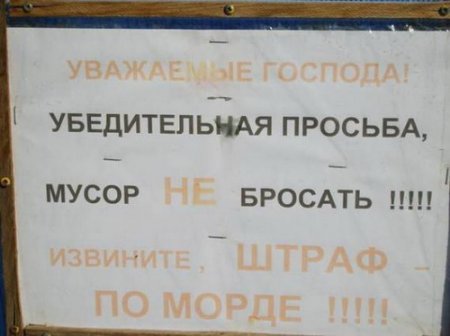 УВАЖАЕМЫЕ ГОСПОДА!
УБЕДИТЕЛЬНАЯ ПРОСЬБА,
МУСОР НЕ БРОСАТЬ !!!!!
ИЗВИНИТЕ, ШТРАФ -
ПО МОРДЕ !!!!!